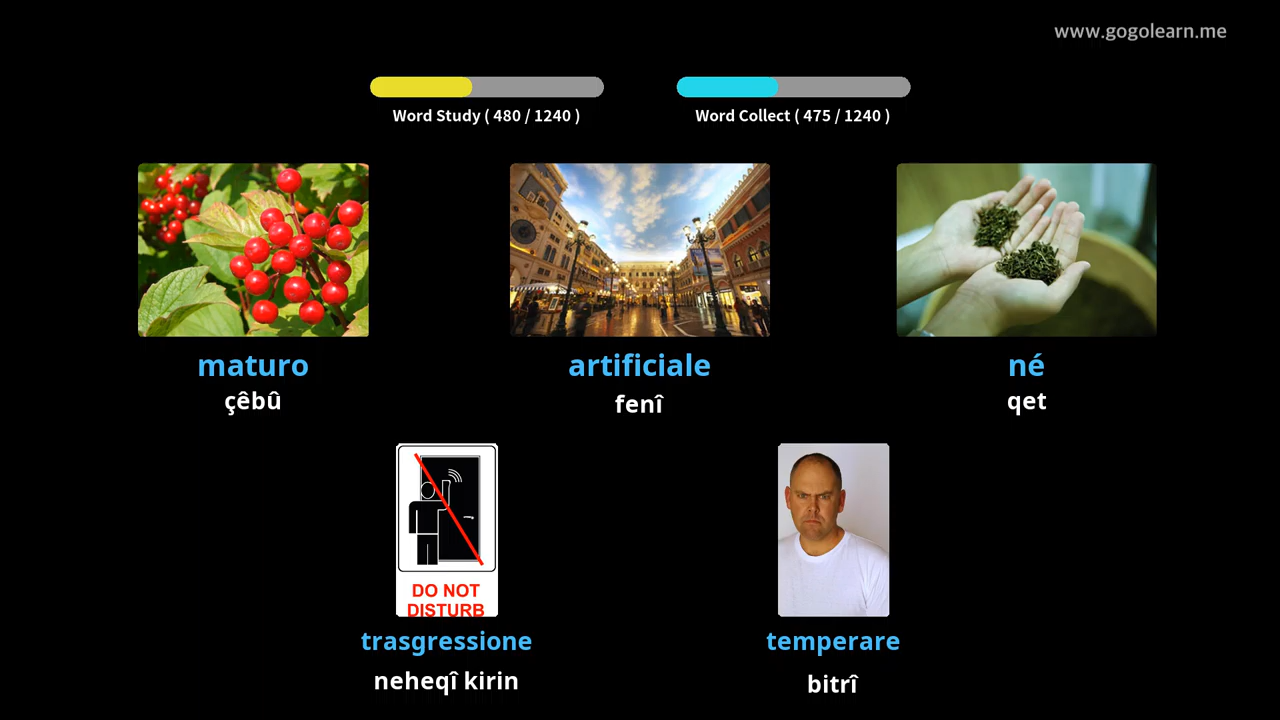 www.gogolearn.me
Word Study ( 480 / 1240 )
Word Collect ( 475 / 1240 )
maturo
çêbû
artificiale
fenî
né
qet
DO NOT
DISTURB
trasgressione
neheqî kirin
temperare
bitrî